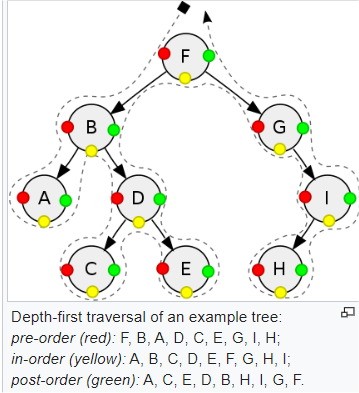 F
B
G
A
D
I
C
E
H
Depth-first traversal of an example tree:
pre-order (red): F, B, A, D, C, E, G, I, H;
in-order (yellow): A, B, C, D, E, F, G, H, I;
post-order (green): A, C, E, D, B, H, I, G, F.